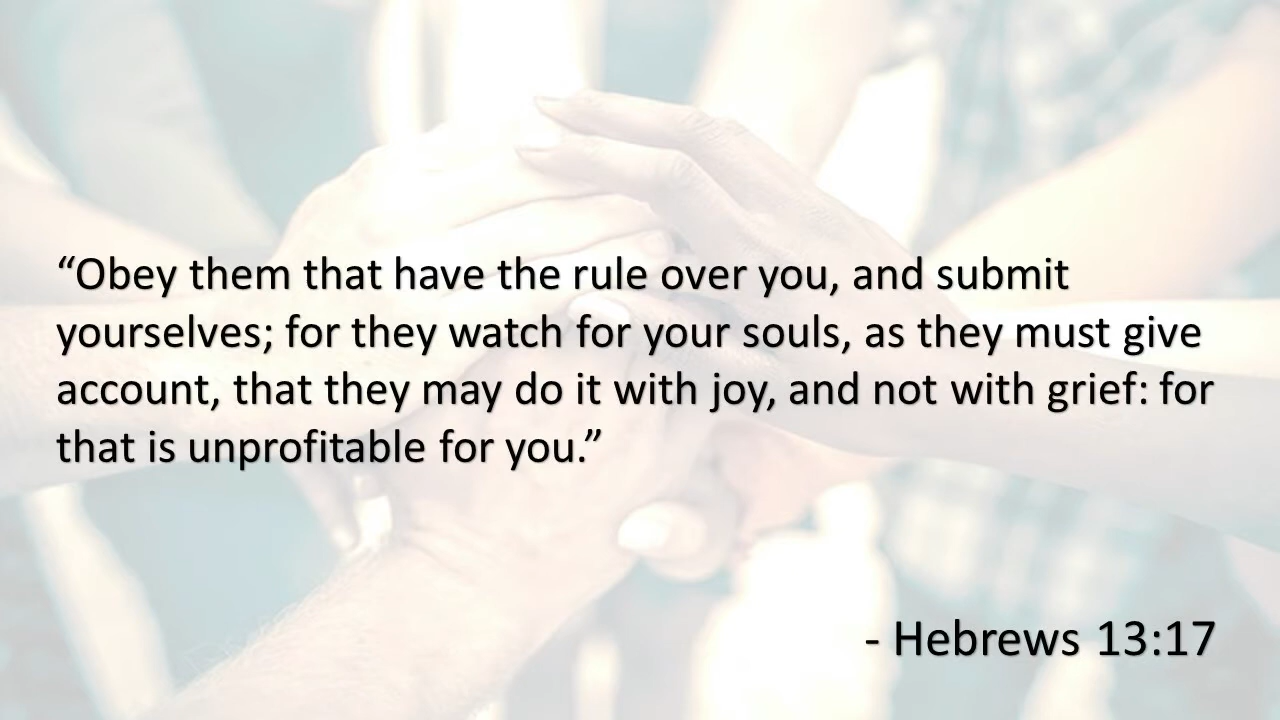 “Obey them that have the rule over you, and submit
yourselves; for they watch for your souls, as they must give
account, that they may do it with joy, and not with grief: for
that is unprofitable for you.”
- Hebrews 13:17